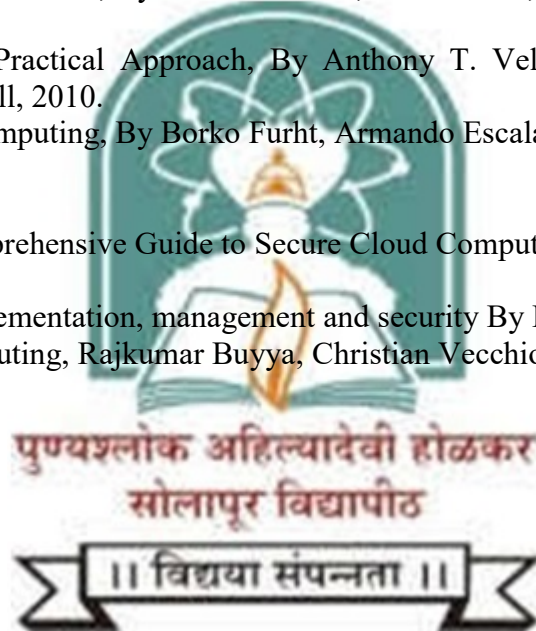 Practical Approach, By Anthony T. Vel
ll, 2010.
mputing, By Borko Furht, Armando Escala
prehensive Guide to Secure Cloud Comput
ementation, management and security By
uting, Rajkumar Buyya, Christian Vecchio
पुण्यश्लोक अहिल्यादेवी होळकर
सोलापूर विद्यापीठ
।। विद्यया संपन्नता ।।